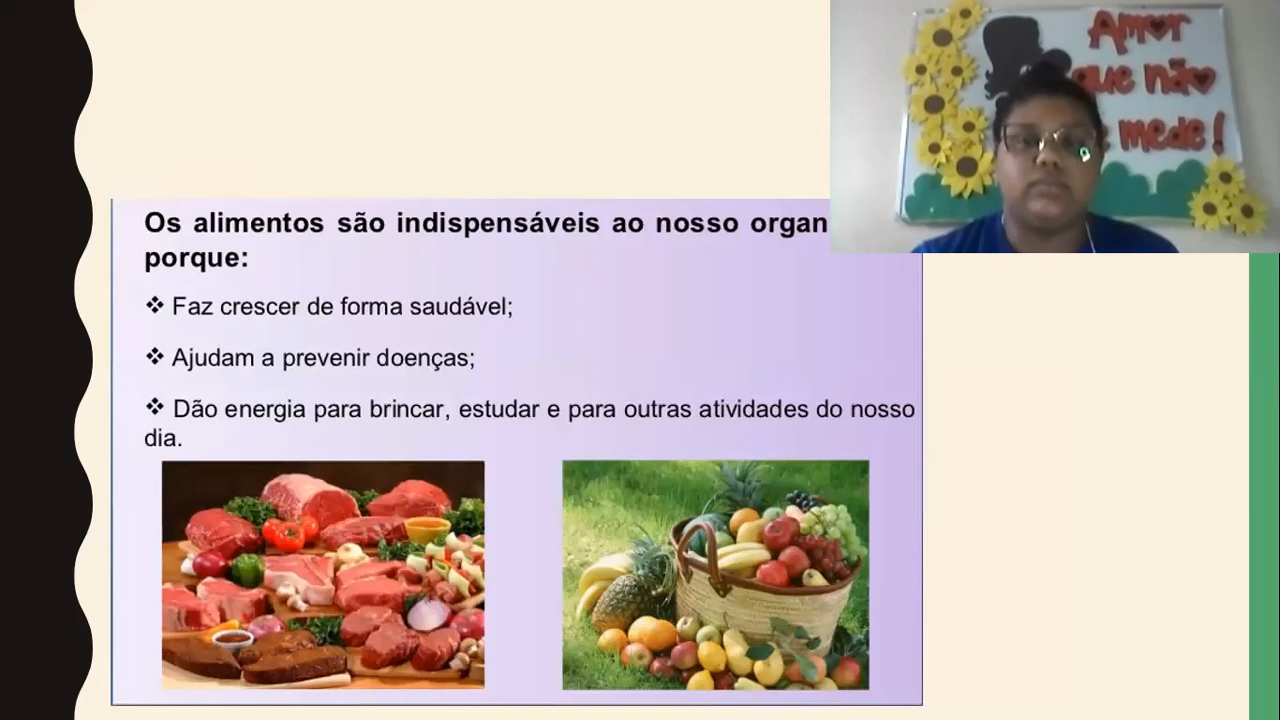 Amor
que não
mede!
Os alimentos são indispensáveis ao nosso organ
porque:
❖ Faz crescer de forma saudável;
❖ Ajudam a prevenir doenças;
❖ Dão energia para brincar, estudar e para outras atividades do nosso
dia.